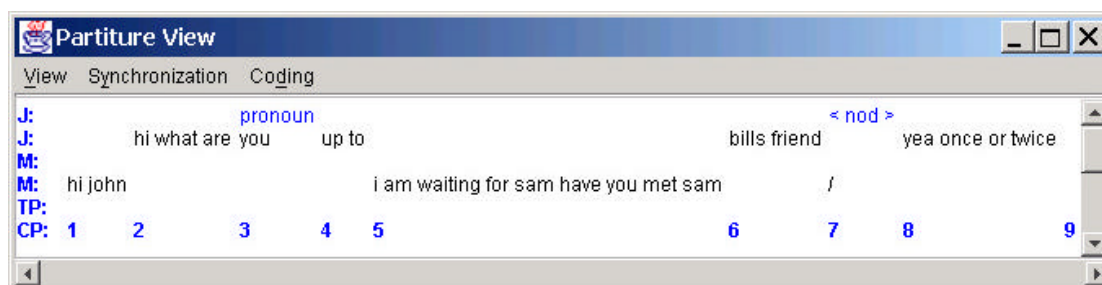 Partiture View
View Synchronization Coding
J: pronoun < nod >
J: hi what are you up to bills friend yea once or twice
M:
M: hi john i am waiting for sam have you met sam /
TP:
CP: 1 2 3 4 5 6 7 8 9